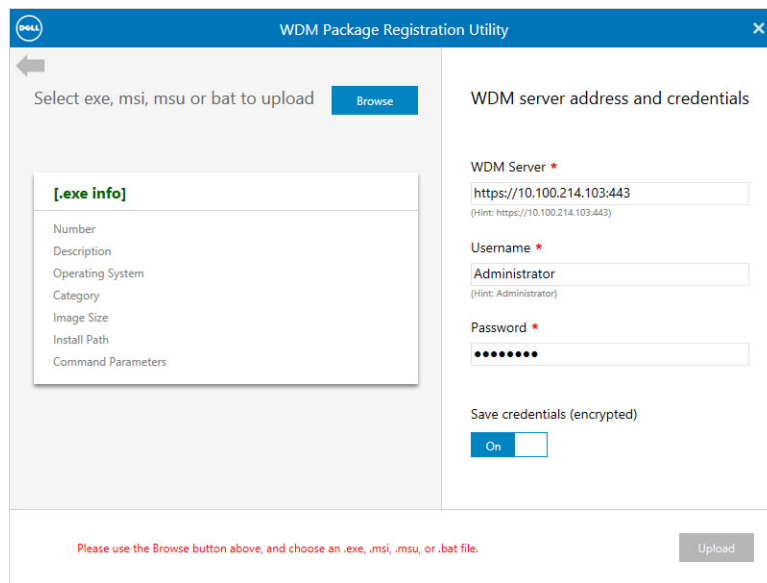 DELL
WDM Package Registration Utility
Select exe, msi, msu or bat to upload
Browse
[.exe info]
Number
Description
Operating System
Category
Image Size
Install Path
Command Parameters
WDM server address and credentials
WDM Server *
https://10.100.214.103:443
(Hint: https://10.100.214.103:443)
Username *
Administrator
(Hint: Administrator)
Password *
●●●●●●●●
Save credentials (encrypted)
On
Please use the Browse button above, and choose an .exe, .msi, .msu, or .bat file.
Upload